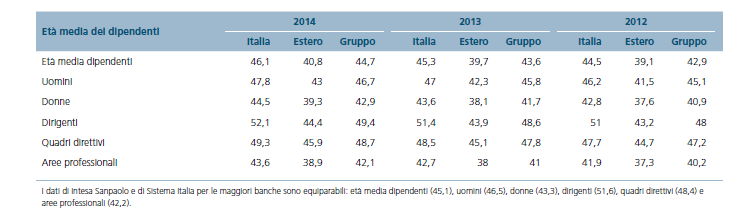 2014 2013 2012
Età media dei dipendenti
Italia Estero Gruppo Italia Estero Gruppo Italia Estero Gruppo
Età media dipendenti 46,1 40,8 44,7 45,3 39,7 43,6 44,5 39,1 42,9
Uomini 47,8 43 46,7 47 42,3 45,8 46,2 41,5 45,1
Donne 44,5 39,3 42,9 43,6 38,1 41,7 42,8 37,6 40,9
Dirigenti 52,1 44,4 49,4 51,4 43,9 48,6 51 43,2 48
Quadri direttivi 49,3 45,9 48,7 48,5 45,1 47,8 47,7 44,7 47,2
Aree professionali 43,6 38,9 42,1 42,7 38 41 41,9 37,3 40,2
I dati di Intesa Sanpaolo e di Sistema Italia per le maggiori banche sono equiparabili: età media dipendenti (45,1), uomini (46,5), donne (43,3), dirigenti (51,6), quadri direttivi (48,4) e
aree professionali (42,2).